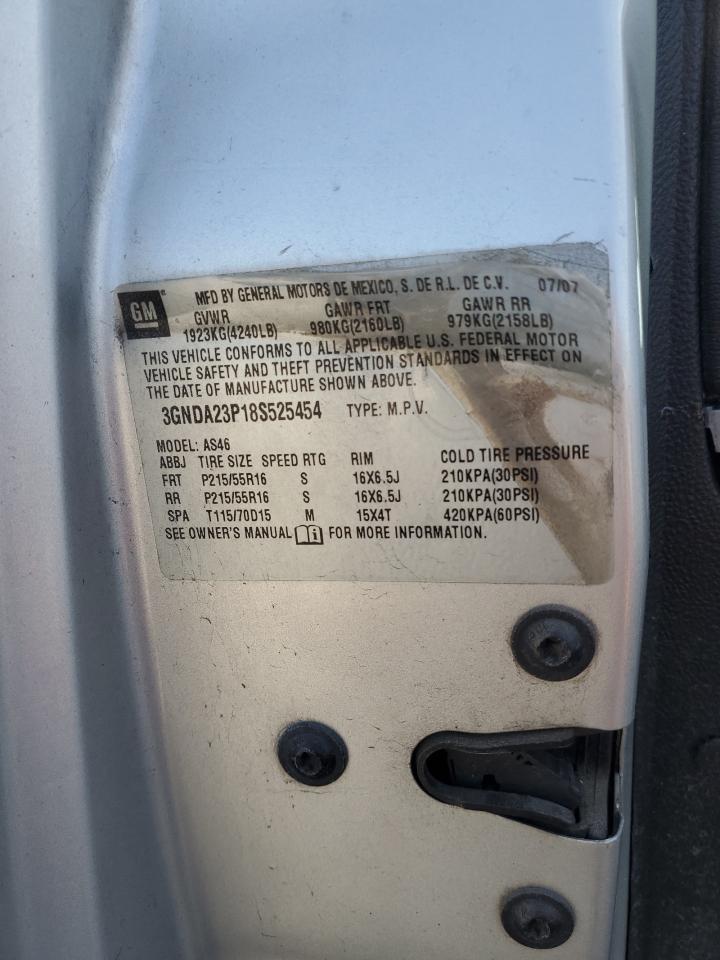 GM ® MFD BY GENERAL MOTORS DE MEXICO, S. DE R.L. DE C.V. 07/07
GVWR GAWR FRT GAWR RR
1923KG(4240LB) 980KG(2160LB) 979KG(2158LB)
THIS VEHICLE CONFORMS TO ALL APPLICABLE U.S. FEDERAL MOTOR
VEHICLE SAFETY AND THEFT PREVENTION STANDARDS IN EFFECT ON
THE DATE OF MANUFACTURE SHOWN ABOVE.
3GNDA23P18S525454 TYPE: M.P.V.
MODEL: AS46
ABBJ TIRE SIZE SPEED RTG RIM COLD TIRE PRESSURE
FRT P215/55R16 S 16X6.5J 210KPA(30PSI)
RR P215/55R16 S 16X6.5J 210KPA(30PSI)
SPA T115/70D15 M 15X4T 420KPA(60PSI)
SEE OWNER'S MANUAL i FOR MORE INFORMATION.